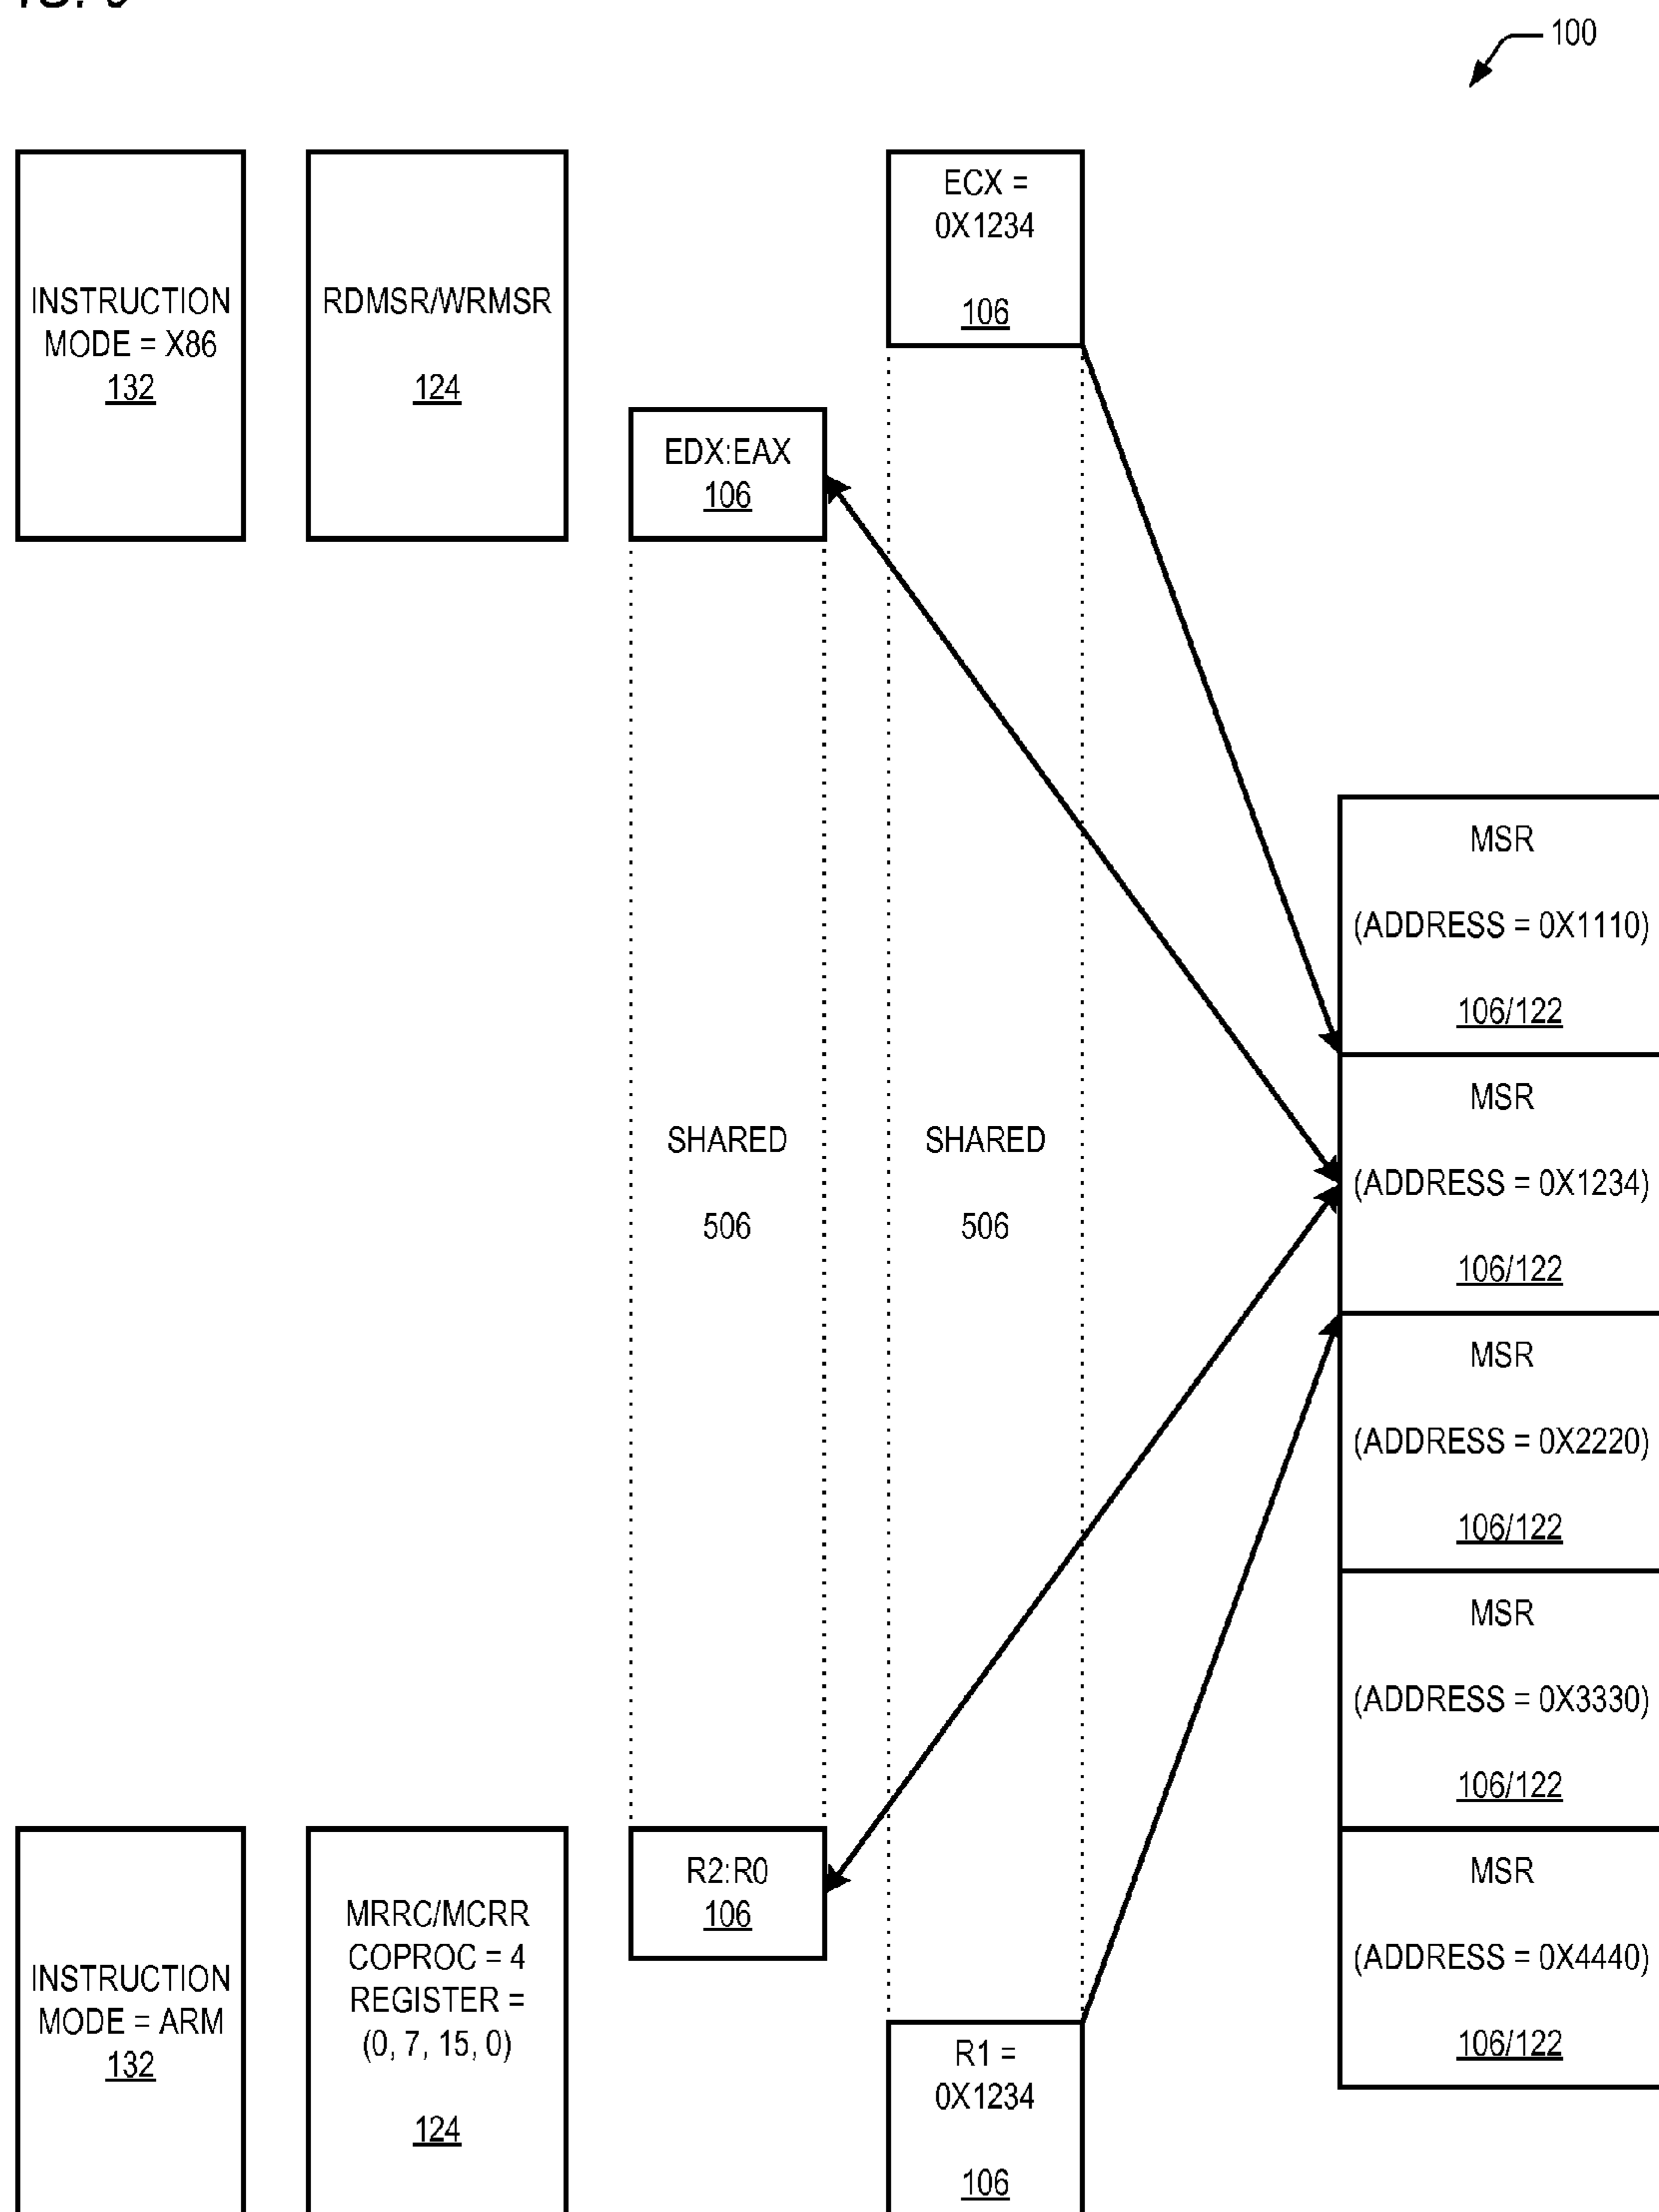 100
INSTRUCTION
MODE = X86
132
RDMSR/WRMSR
124
EDX:EAX
106
ECX =
0X1234
106
SHARED
506
SHARED
506
MSR
(ADDRESS = 0X1110)
106/122
MSR
(ADDRESS = 0X1234)
106/122
MSR
(ADDRESS = 0X2220)
106/122
MSR
(ADDRESS = 0X3330)
106/122
MSR
(ADDRESS = 0X4440)
106/122
INSTRUCTION
MODE = ARM
132
MRRC/MCRR
COPROC = 4
REGISTER =
(0, 7, 15, 0)
124
R2:R0
106
R1 =
0X1234
106